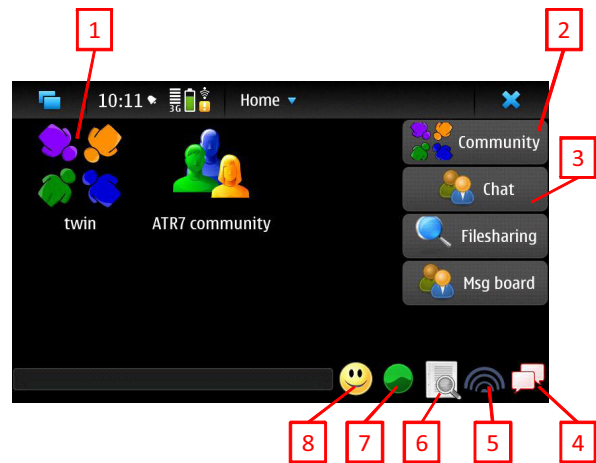 1
2
10:11 3G Home
Community
3
Chat
twin ATR7 community
Filesharing
Msg board
8 7 6 5 4